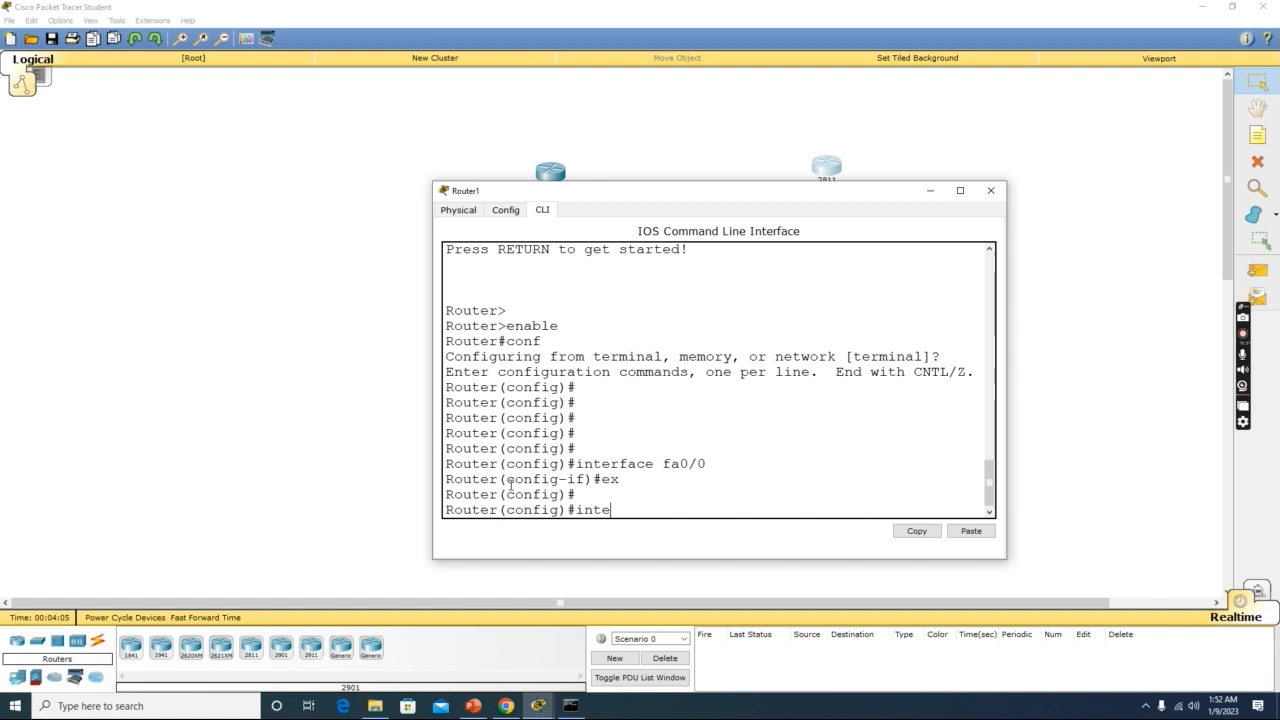 Cisco Packet Tracer Student
File Edit Options View Tools Extensions Help
Logical [Root] New Cluster Move Object Set Tiled Background Viewport
2811
Router1
Physical Config CLI
IOS Command Line Interface
Press RETURN to get started!
Router>
Router>enable
Router#conf
Configuring from terminal, memory, or network [terminal]?
Enter configuration commands, one per line. End with CNTL/Z.
Router(config)#
Router(config)#
Router(config)#
Router(config)#
Router(config)#
Router(config)#interface fa0/0
Router(config-if)#ex
Router(config)#
Router(config)#inte
Copy Paste
Time: 00:04:05 Power Cycle Devices Fast Forward Time Realtime
Routers
1841 1941 2620XM 2621XM 2811 2901 2911 Generic Generic
2901
Scenario 0
New Delete
Toggle PDU List Window
Fire Last Status Source Destination Type Color Time(sec) Periodic Num Edit Delete
Type here to search
1:52 AM
1/9/2023